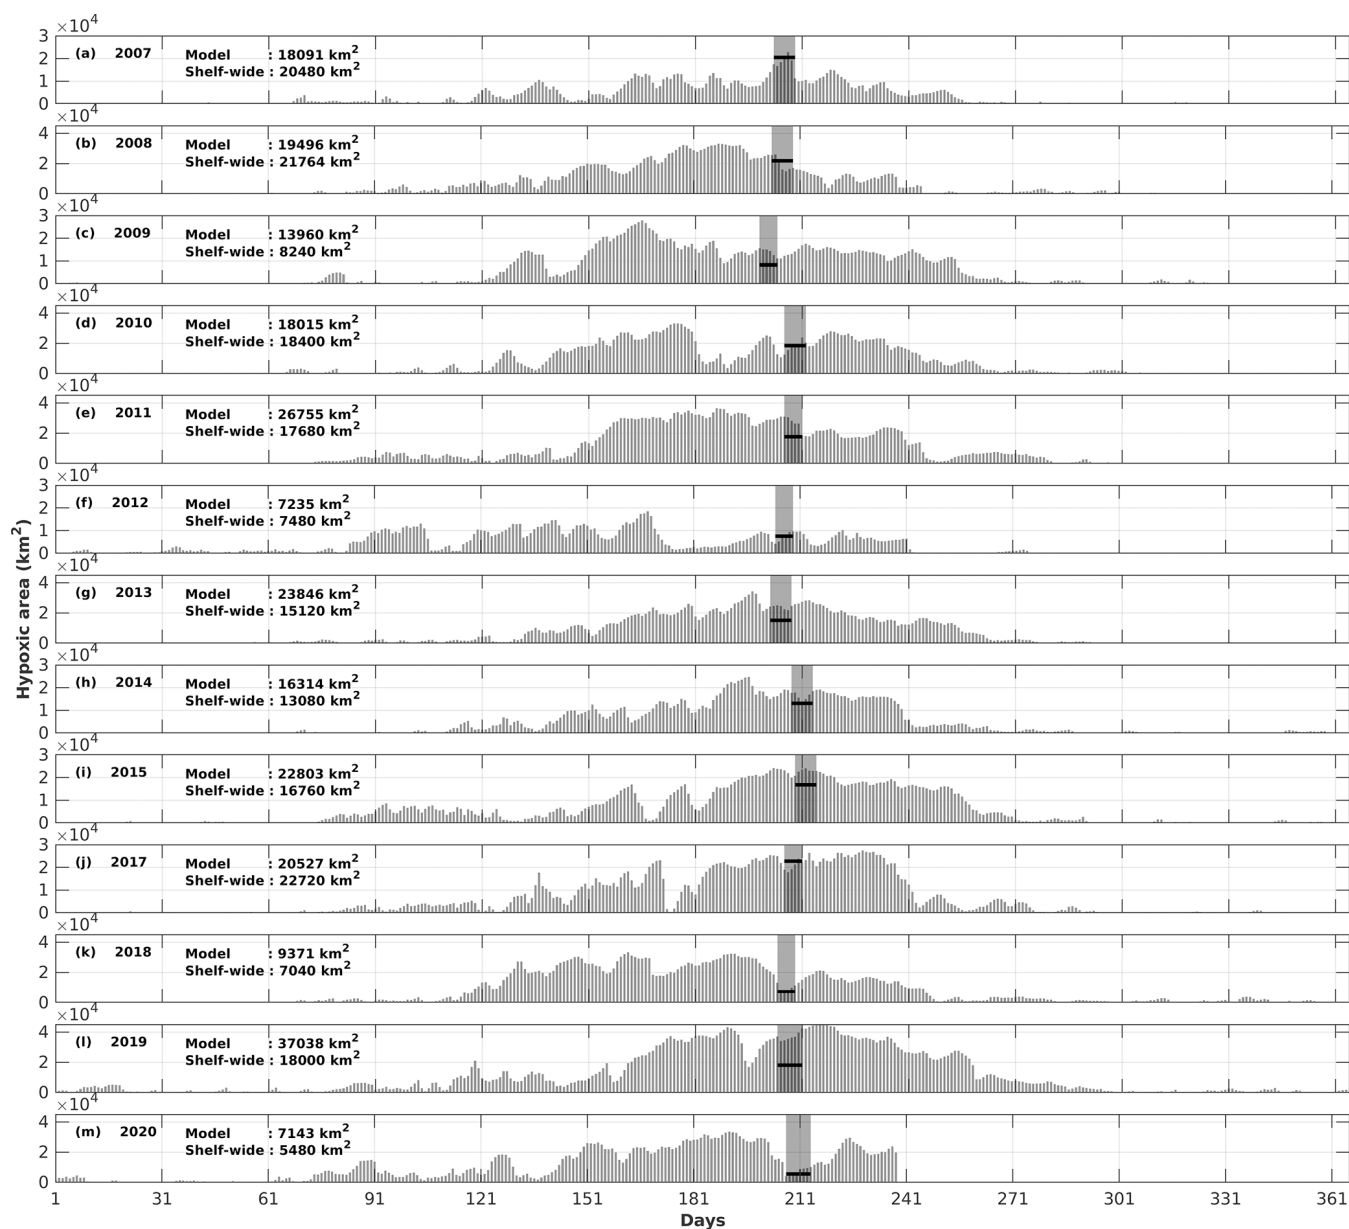 ×10⁴
3
2
1
0
(a) 2007
Model : 18091 km²
Shelf-wide : 20480 km²
×10⁴
4
2
0
(b) 2008
Model : 19496 km²
Shelf-wide : 21764 km²
×10⁴
3
2
1
0
(c) 2009
Model : 13960 km²
Shelf-wide : 8240 km²
×10⁴
4
2
0
(d) 2010
Model : 18015 km²
Shelf-wide : 18400 km²
×10⁴
4
2
0
(e) 2011
Model : 26755 km²
Shelf-wide : 17680 km²
×10⁴
3
2
1
0
(f) 2012
Model : 7235 km²
Shelf-wide : 7480 km²
×10⁴
4
2
0
(g) 2013
Model : 23846 km²
Shelf-wide : 15120 km²
×10⁴
3
2
1
0
(h) 2014
Model : 16314 km²
Shelf-wide : 13080 km²
×10⁴
3
2
1
0
(i) 2015
Model : 22803 km²
Shelf-wide : 16760 km²
×10⁴
3
2
1
0
(j) 2017
Model : 20527 km²
Shelf-wide : 22720 km²
×10⁴
4
2
0
(k) 2018
Model : 9371 km²
Shelf-wide : 7040 km²
×10⁴
4
2
0
(l) 2019
Model : 37038 km²
Shelf-wide : 18000 km²
×10⁴
4
2
0
(m) 2020
Model : 7143 km²
Shelf-wide : 5480 km²
Hypoxic area (km²)
1 31 61 91 121 151 181 211 241 271 301 331 361
Days